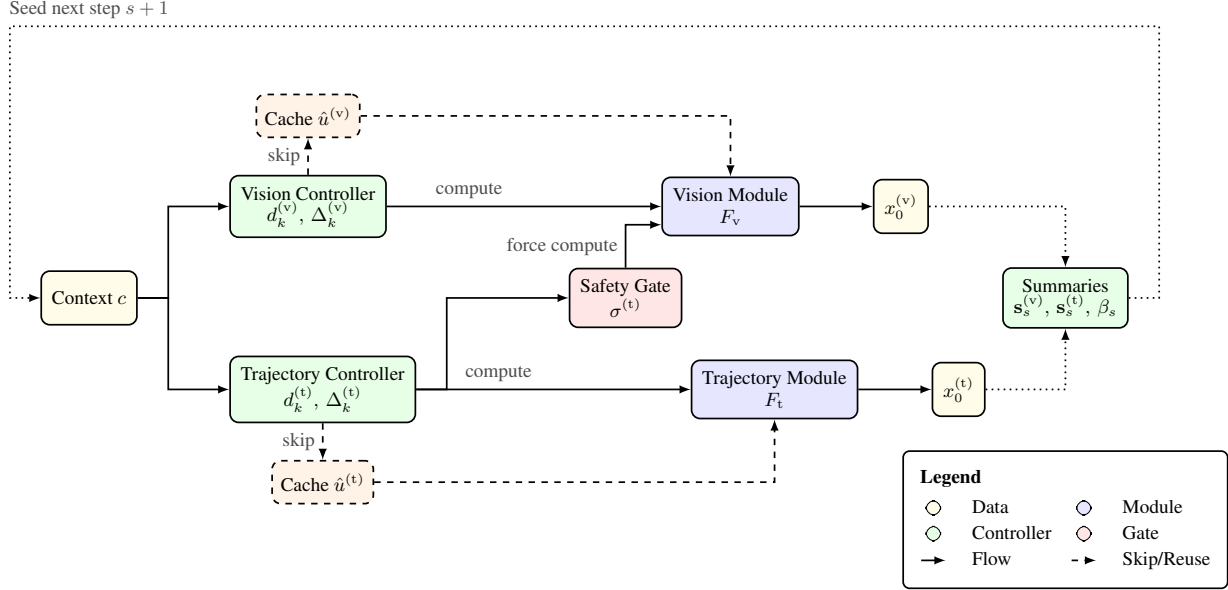 Seed next step s + 1
Cache û^(v)
skip
Vision Controller
d_k^(v), Δ_k^(v)
compute
Vision Module
F_v
x_0^(v)
force compute
Context c
Safety Gate
σ^(t)
Summaries
s_s^(v), s_s^(t), β_s
Trajectory Controller
d_k^(t), Δ_k^(t)
compute
Trajectory Module
F_t
x_0^(t)
skip
Cache û^(t)
Legend
Data Module
Controller Gate
Flow Skip/Reuse